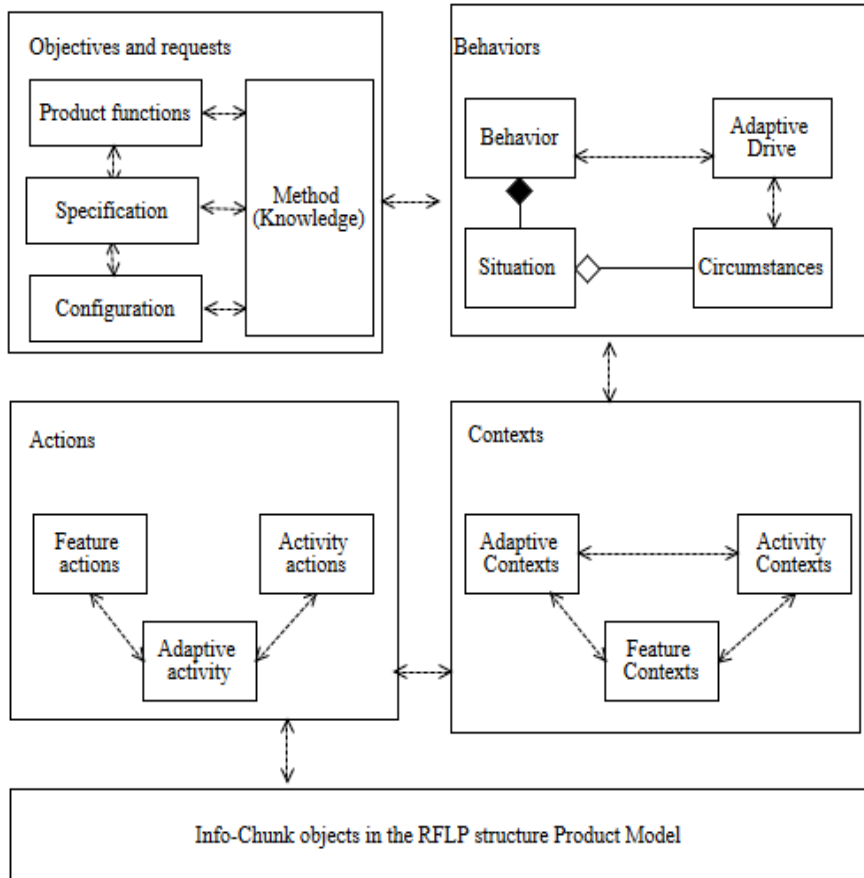 Objectives and requests
Product functions
Specification
Configuration
Method
(Knowledge)
Behaviors
Behavior
Adaptive
Drive
Situation
Circumstances
Actions
Feature
actions
Activity
actions
Adaptive
activity
Contexts
Adaptive
Contexts
Activity
Contexts
Feature
Contexts
Info-Chunk objects in the RFLP structure Product Model